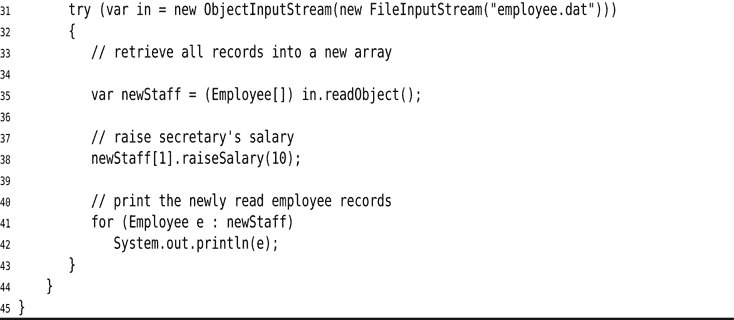 31 try (var in = new ObjectInputStream(new FileInputStream("employee.dat")))
32 {
33 // retrieve all records into a new array
34
35 var newStaff = (Employee[]) in.readObject();
36
37 // raise secretary's salary
38 newStaff[1].raiseSalary(10);
39
40 // print the newly read employee records
41 for (Employee e : newStaff)
42 System.out.println(e);
43 }
44 }
45 }